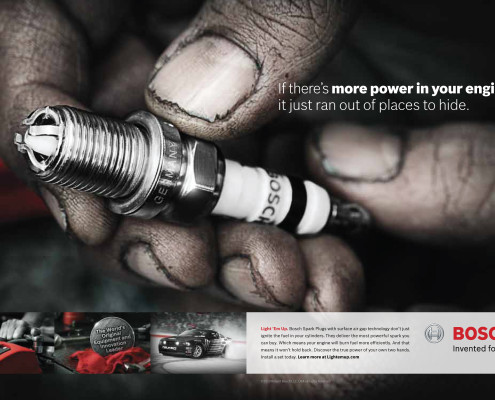 If there's more power in your engi
it just ran out of places to hide.
GERMANY
BOSCH
The World's
Original
Equipment and
Innovation
Leader
Light 'Em Up. Bosch Spark Plugs with surface air gap technology don't just
ignite the fuel in your cylinders. They deliver the most powerful spark you
can buy. Which means your engine will burn fuel more efficiently. And that
means it won't hold back. Discover the true power of your own two hands.
Install a set today. Learn more at Lightemup.com
BOSC
Invented fo